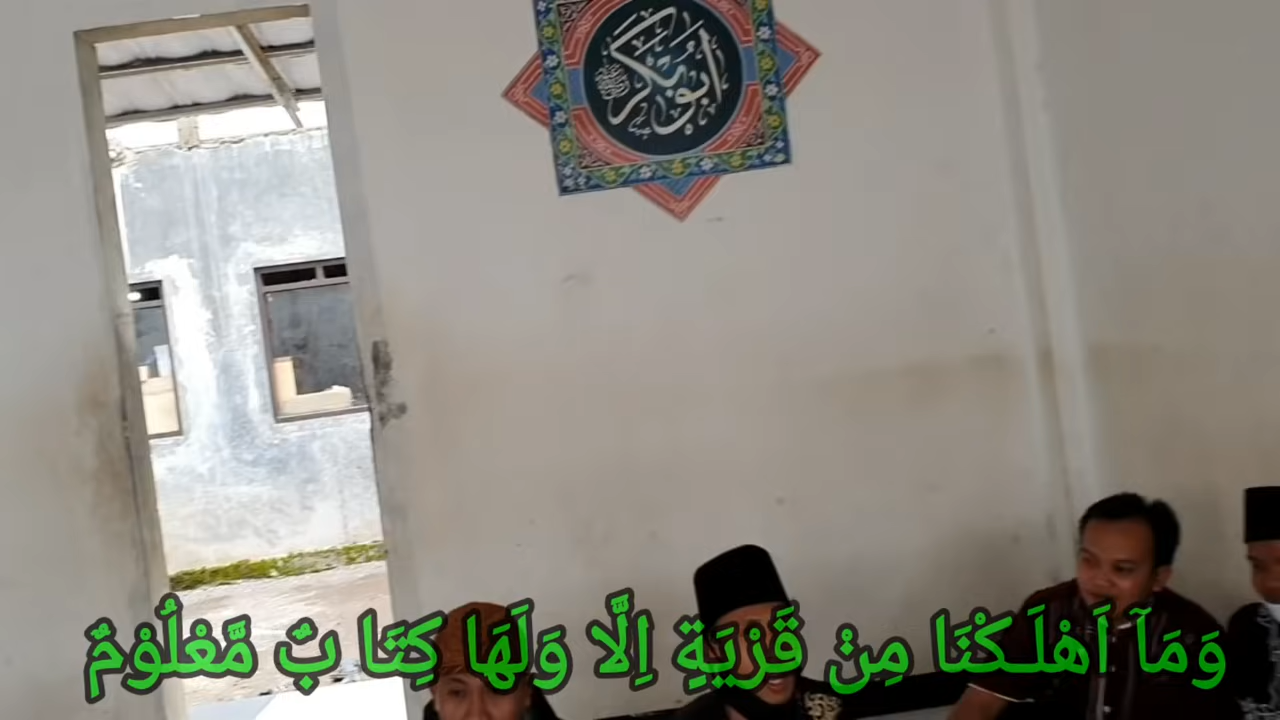 أبو بكر
وَمَآ اَهْلَـكْنَا مِنْ قَرْيَةٍ اِلَّا وَلَهَا كِتَا بٌ مَّعْلُوْمٌ